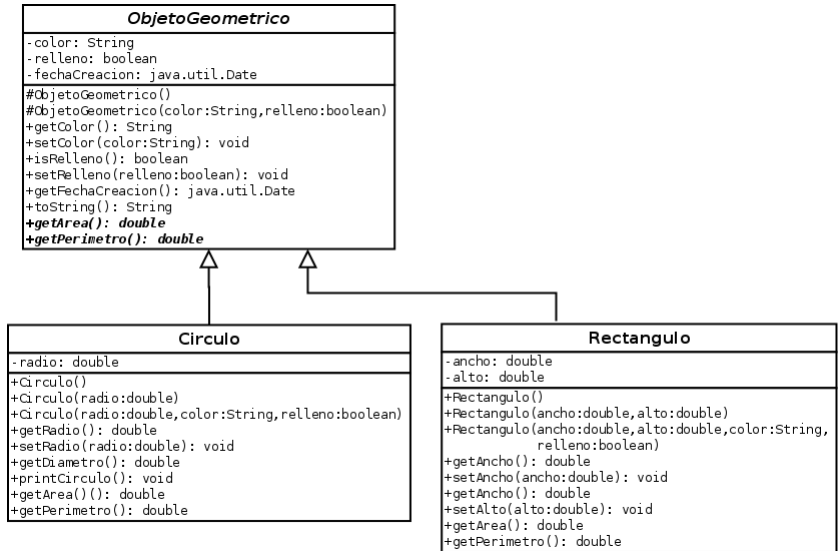 ObjetoGeometrico
-color: String
-relleno: boolean
-fechaCreacion: java.util.Date
#ObjetoGeometrico()
#ObjetoGeometrico(color:String,relleno:boolean)
+getColor(): String
+setColor(color:String): void
+isRelleno(): boolean
+setRelleno(relleno:boolean): void
+getFechaCreacion(): java.util.Date
+toString(): String
+getArea(): double
+getPerimetro(): double
Circulo
-radio: double
+Circulo()
+Circulo(radio:double)
+Circulo(radio:double,color:String,relleno:boolean)
+getRadio(): double
+setRadio(radio:double): void
+getDiametro(): double
+printCirculo(): void
+getArea()(): double
+getPerimetro(): double
Rectangulo
-ancho: double
-alto: double
+Rectangulo()
+Rectangulo(ancho:double,alto:double)
+Rectangulo(ancho:double,alto:double,color:String,
relleno:boolean)
+getAncho(): double
+setAncho(ancho:double): void
+getAncho(): double
+setAlto(alto:double): void
+getArea(): double
+getPerimetro(): double